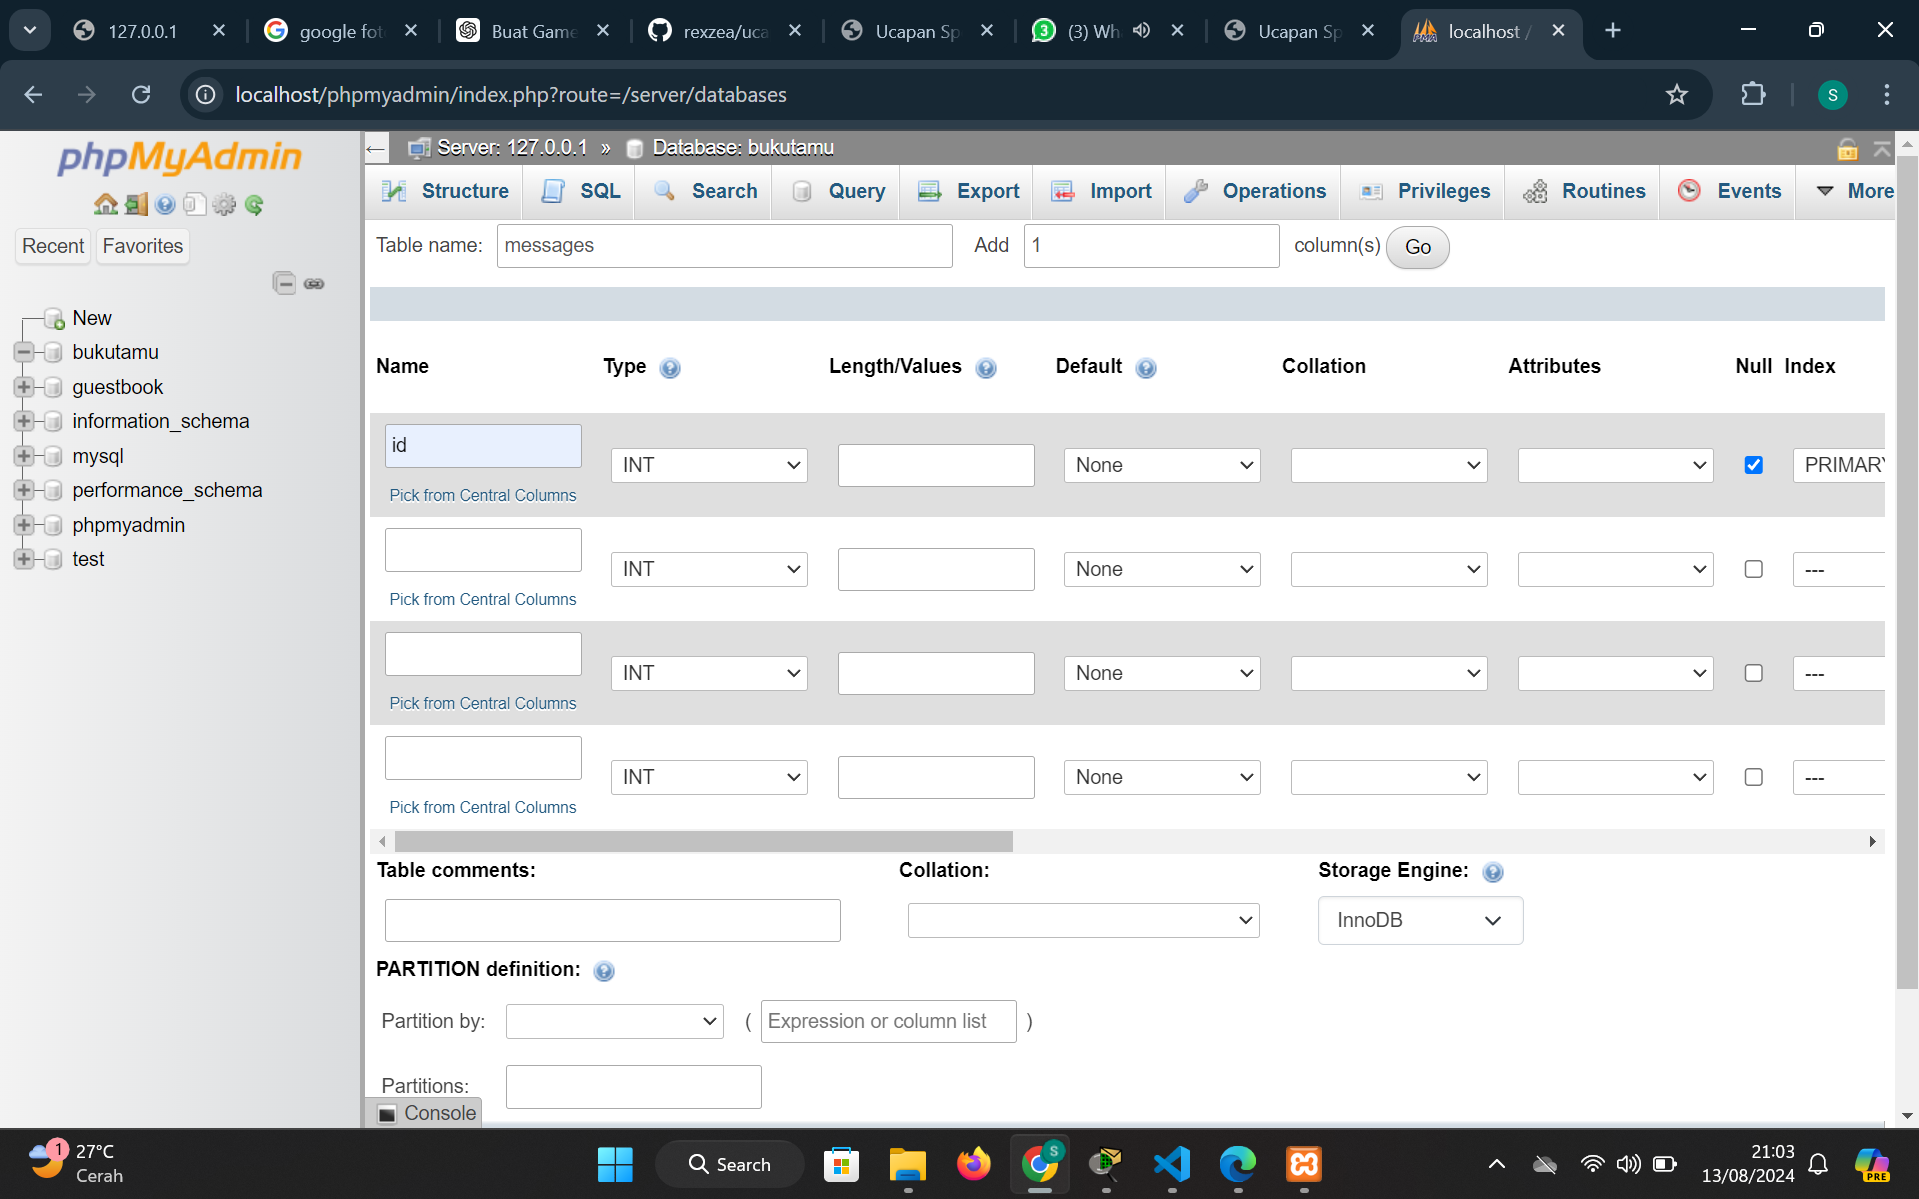 127.0.0.1
google fot
Buat Game
rexzea/uca
Ucapan Sp
(3) Wh
Ucapan Sp
localhost /
localhost/phpmyadmin/index.php?route=/server/databases
S
phpMyAdmin
Recent
Favorites
New
bukutamu
guestbook
information_schema
mysql
performance_schema
phpmyadmin
test
Server: 127.0.0.1 » Database: bukutamu
Structure
SQL
Search
Query
Export
Import
Operations
Privileges
Routines
Events
More
Table name: messages Add 1 column(s) Go
Name Type Length/Values Default Collation Attributes Null Index
id INT None PRIMARY
Pick from Central Columns
INT None ---
Pick from Central Columns
INT None ---
Pick from Central Columns
INT None ---
Pick from Central Columns
Table comments: Collation: Storage Engine:
InnoDB
PARTITION definition:
Partition by: ( Expression or column list )
Partitions:
Console
1
27°C
Cerah
Search
S
PRE
21:03
13/08/2024